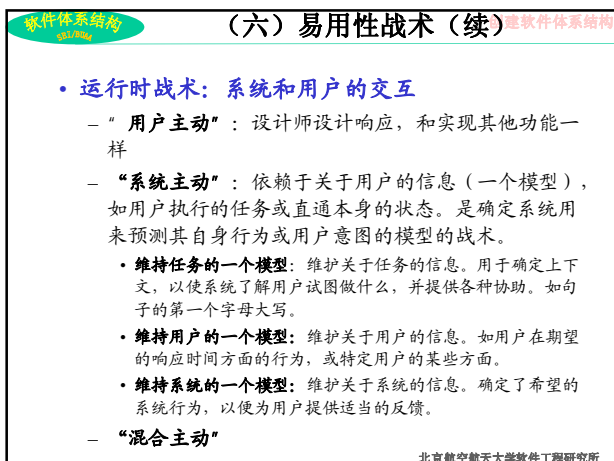 软件体系结构
SEI/BUAA
（六）易用性战术（续）
创建软件体系结构
• 运行时战术：系统和用户的交互
– “ 用户主动”：设计师设计响应，和实现其他功能一
样
– “系统主动”：依赖于关于用户的信息（一个模型），
如用户执行的任务或直通本身的状态。是确定系统用
来预测其自身行为或用户意图的模型的战术。
• 维持任务的一个模型：维护关于任务的信息。用于确定上下
文，以使系统了解用户试图做什么，并提供各种协助。如句
子的第一个字母大写。
• 维持用户的一个模型：维护关于用户的信息。如用户在期望
的响应时间方面的行为，或特定用户的某些方面。
• 维持系统的一个模型：维护关于系统的信息。确定了希望的
系统行为，以便为用户提供适当的反馈。
– “混合主动”
北京航空航天大学软件工程研究所